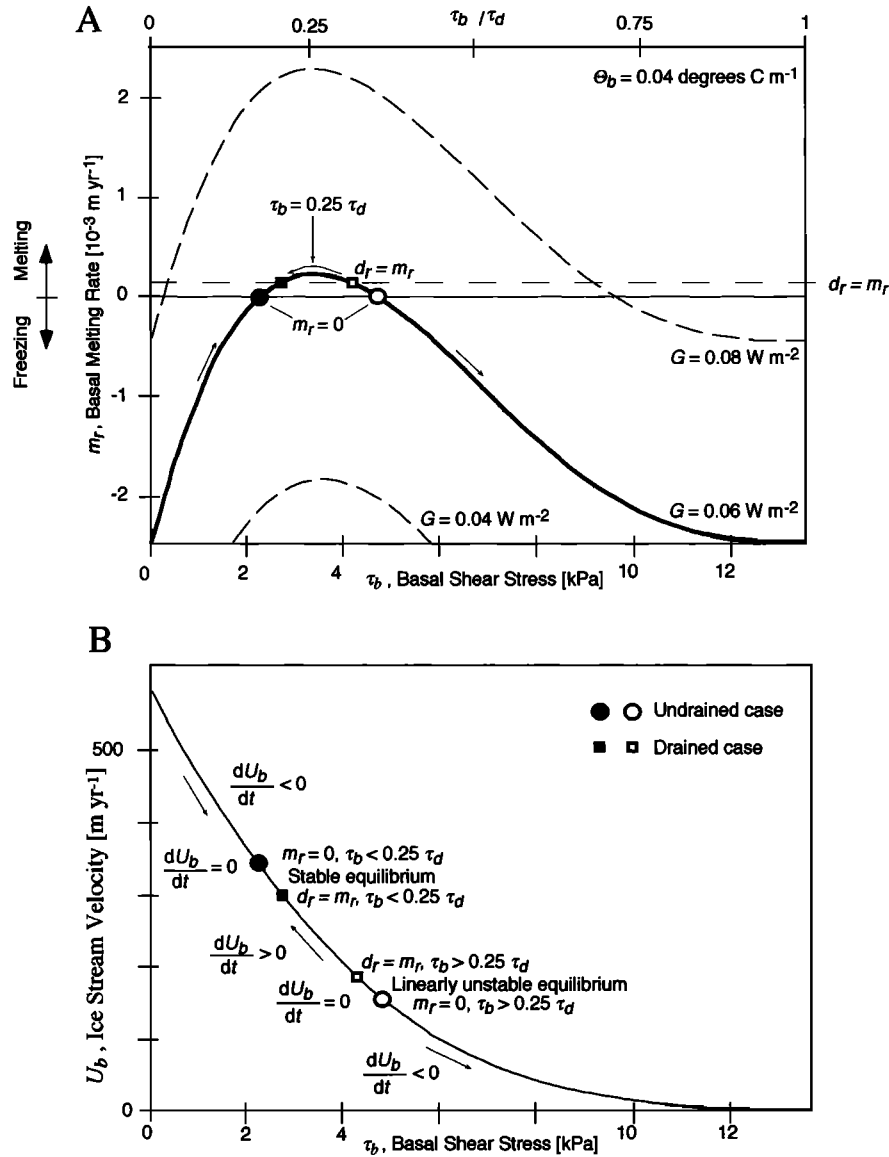 A
τb /τd
0 0.25 0.75 1
Θb = 0.04 degrees C m-1
2
1
0
-1
-2
mr, Basal Melting Rate [10-3 m yr-1]
Melting
Freezing
τb = 0.25 τd
dr = mr
dr = mr
mr = 0
G = 0.08 W m-2
G = 0.04 W m-2
G = 0.06 W m-2
0 2 4 6 8 10 12
τb , Basal Shear Stress [kPa]
B
Undrained case
Drained case
500
0
Ub , Ice Stream Velocity [m yr-1]
dUb/dt < 0
dUb/dt = 0
mr = 0, τb < 0.25 τd
Stable equilibrium
dr = mr, τb < 0.25 τd
dUb/dt > 0
dr = mr, τb > 0.25 τd
dUb/dt = 0
Linearly unstable equilibrium
mr = 0, τb > 0.25 τd
dUb/dt < 0
0 2 4 6 8 10 12
τb, Basal Shear Stress [kPa]